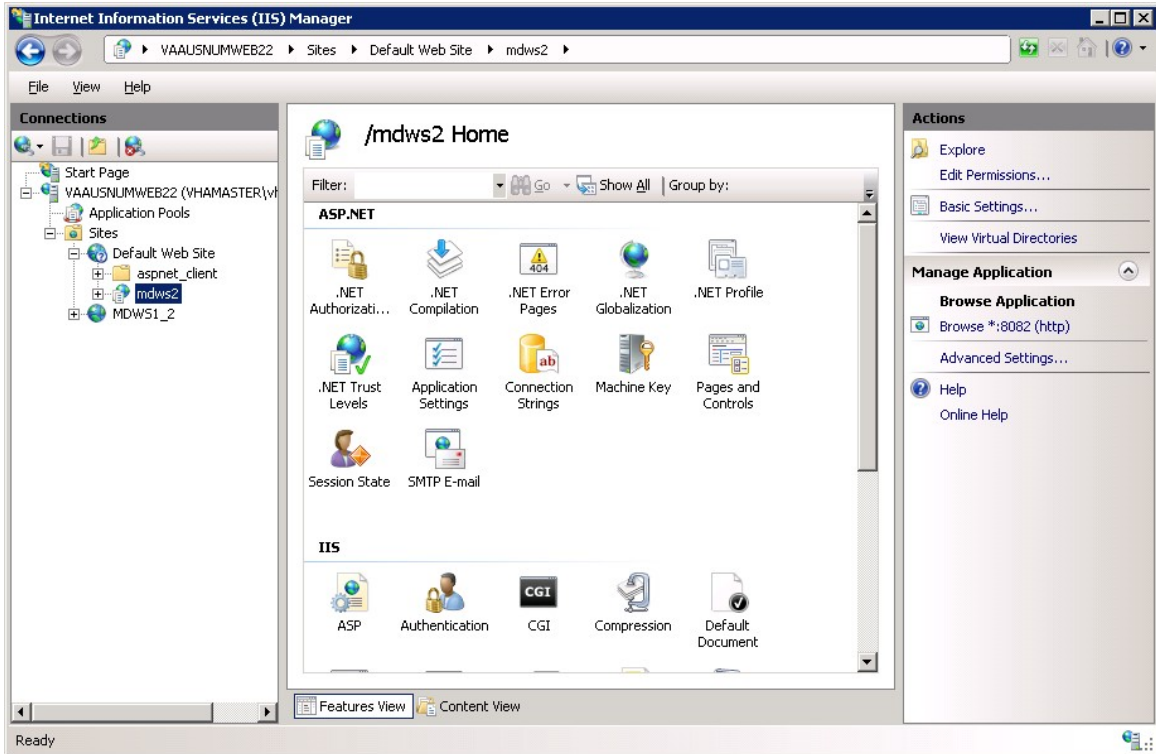 Internet Information Services (IIS) Manager
VAAUSNUMWEB22 Sites Default Web Site mdws2
File View Help
Connections
Start Page
VAAUSNUMWEB22 (VHAMASTER\vh
Application Pools
Sites
Default Web Site
aspnet_client
mdws2
MDWS1_2
/mdws2 Home
Filter: Go Show All Group by:
ASP.NET
.NET Authorizati...
.NET Compilation
404
.NET Error Pages
.NET Globalization
.NET Profile
.NET Trust Levels
Application Settings
ab
Connection Strings
Machine Key
Pages and Controls
Session State
SMTP E-mail
IIS
ASP
Authentication
CGI
CGI
Compression
Default Document
Features View Content View
Actions
Explore
Edit Permissions...
Basic Settings...
View Virtual Directories
Manage Application
Browse Application
Browse *:8082 (http)
Advanced Settings...
Help
Online Help
Ready